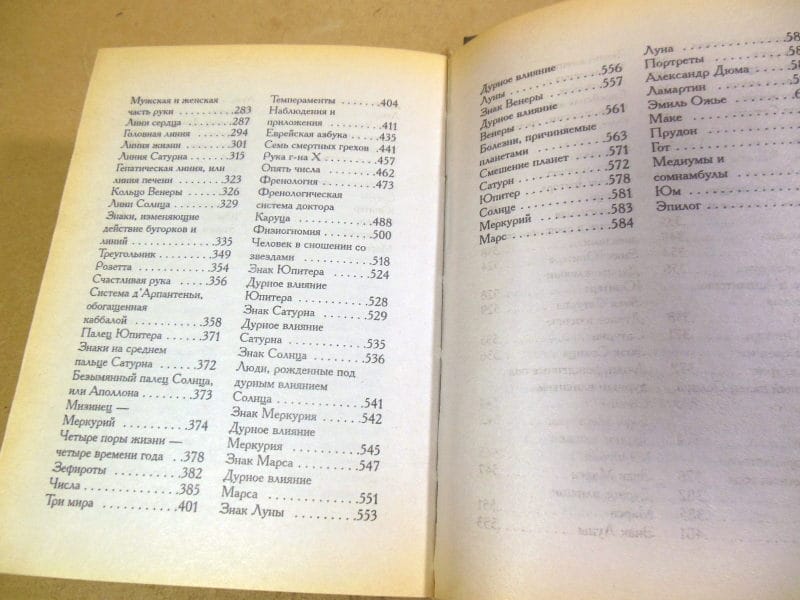 Мужская и женская
часть руки ........283
Лини сердца ........287
Головная линия ......294
Линия жизни ........301
Линия Сатурна ......315
Гепатическая линия, или
линия печени ........323
Кольцо Венеры .......326
Лини Солнца .........329
Знаки, изменяющие
действие бугорков и
линий ...............335
Треугольник .........349
Розетта .............354
Счастливая рука .....356
Система д'Арпантеньи,
обогащенная
каббалой ............358
Палец Юпитера .......371
Знаки на среднем
пальце Сатурна ......372
Безымянный палец Солнца,
или Аполлона ........373
Мизинец —
Меркурий ............374
Четыре поры жизни —
четыре времени года ..378
Зефироты ............382
Числа ...............385
Три мира ............401
Темпераменты ........404
Наблюдения и
приложения ..........411
Еврейская азбука ....435
Семь смертных грехов .441
Рука г-на X .........457
Опять числа .........462
Френология ..........473
Френологическая
система доктора
Каруца ..............488
Физиогномия .........500
Человек в сношении со
звездами ............518
Знак Юпитера ........524
Дурное влияние
Юпитера .............528
Знак Сатурна ........529
Дурное влияние
Сатурна .............535
Знак Солнца .........536
Люди, рожденные под
дурным влиянием
Солнца ..............541
Знак Меркурия .......542
Дурное влияние
Меркурия ............545
Знак Марса ..........547
Дурное влияние
Марса ...............551
Знак Луны ...........553
Дурное влияние
Луны ................556
Знак Венеры .........557
Дурное влияние
Венеры ..............561
Болезни, причиняемые
планетами ...........563
Смешение планет .....571
Сатурн ..............572
Юпитер ..............578
Солнце ..............581
Меркурий ............583
Марс ................584
Луна
Портреты
Александр Дюма
Ламартин
Эмиль Ожье
Маке
Прудон
Гот
Медиумы и
сомнамбулы
Юм
Эпилог